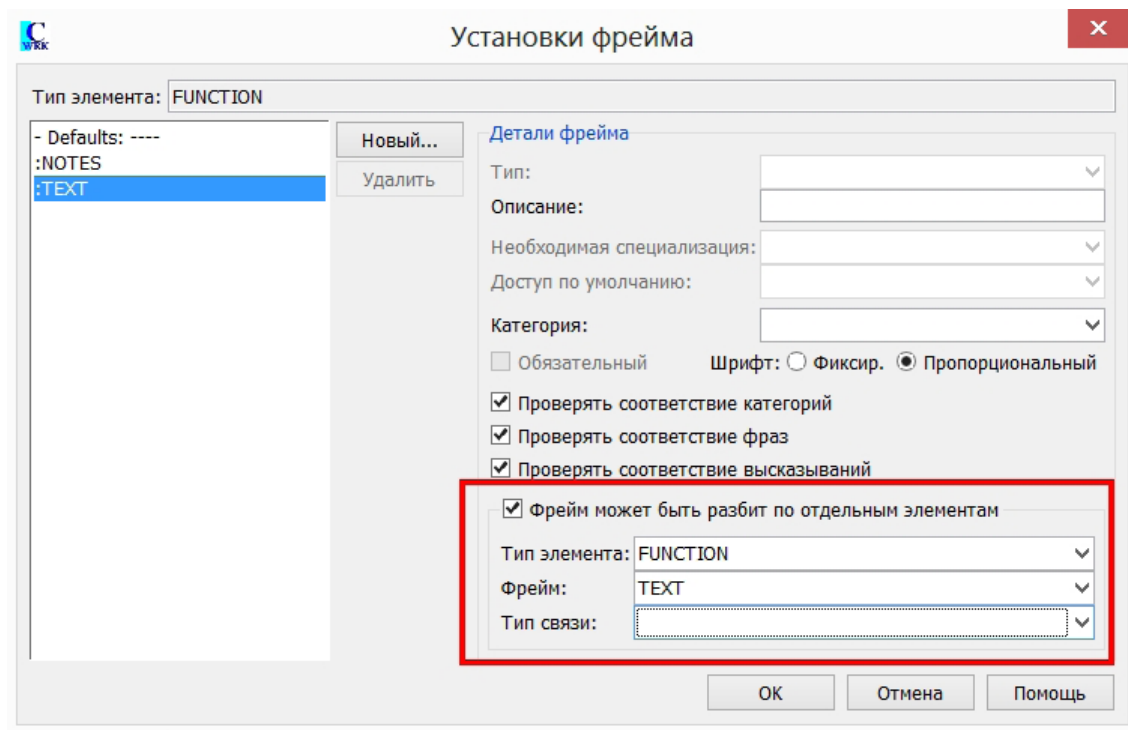 C
WRK
Установки фрейма
Тип элемента: FUNCTION
- Defaults: ----
:NOTES
:TEXT
Новый...
Удалить
Детали фрейма
Тип:
Описание:
Необходимая специализация:
Доступ по умолчанию:
Категория:
Обязательный Шрифт: Фиксир. Пропорциональный
Проверять соответствие категорий
Проверять соответствие фраз
Проверять соответствие высказываний
Фрейм может быть разбит по отдельным элементам
Тип элемента: FUNCTION
Фрейм: TEXT
Тип связи:
ОК Отмена Помощь